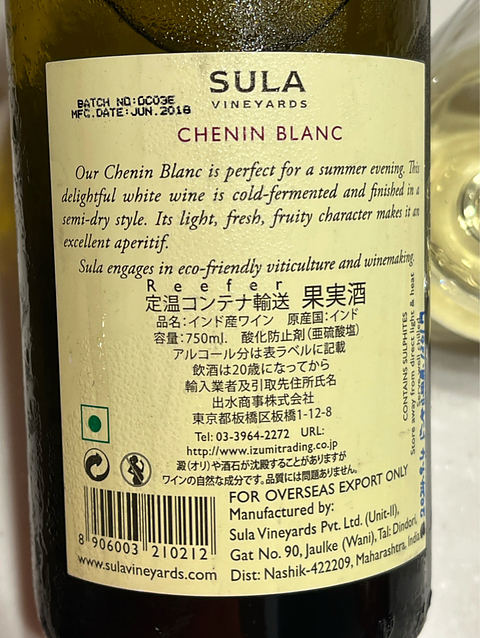 SULA
VINEYARDS
BATCH NO:OC03E
MFG.DATE:JUN.2018
CHENIN BLANC
Our Chenin Blanc is perfect for a summer evening. This
delightful white wine is cold-fermented and finished in a
semi-dry style. Its light, fresh, fruity character makes it an
excellent aperitif.
Sula engages in eco-friendly viticulture and winemaking.
Reefer
定温コンテナ輸送 果実酒
品名:インド産ワイン 原産国:インド
容量:750ml. 酸化防止剤(亜硫酸塩)
アルコール分は表ラベルに記載
飲酒は20歳になってから
輸入業者及引取先住所氏名
出水商事株式会社
東京都板橋区板橋1-12-8
Tel: 03-3964-2272 URL:
http://www.izumitrading.co.jp
澱(オリ)や酒石が沈殿することがありますが
ワインの自然な成分です。品質には問題ありません。
CONTAINS SULPHITES
Store away from direct light & heat
FOR OVERSEAS EXPORT ONLY
Manufactured by:
Sula Vineyards Pvt. Ltd. (Unit-II),
Gat No. 90, Jaulke (Wani), Tal: Dindori,
Dist: Nashik-422209, Maharashtra, India
8 906003 210212
www.sulavineyards.com